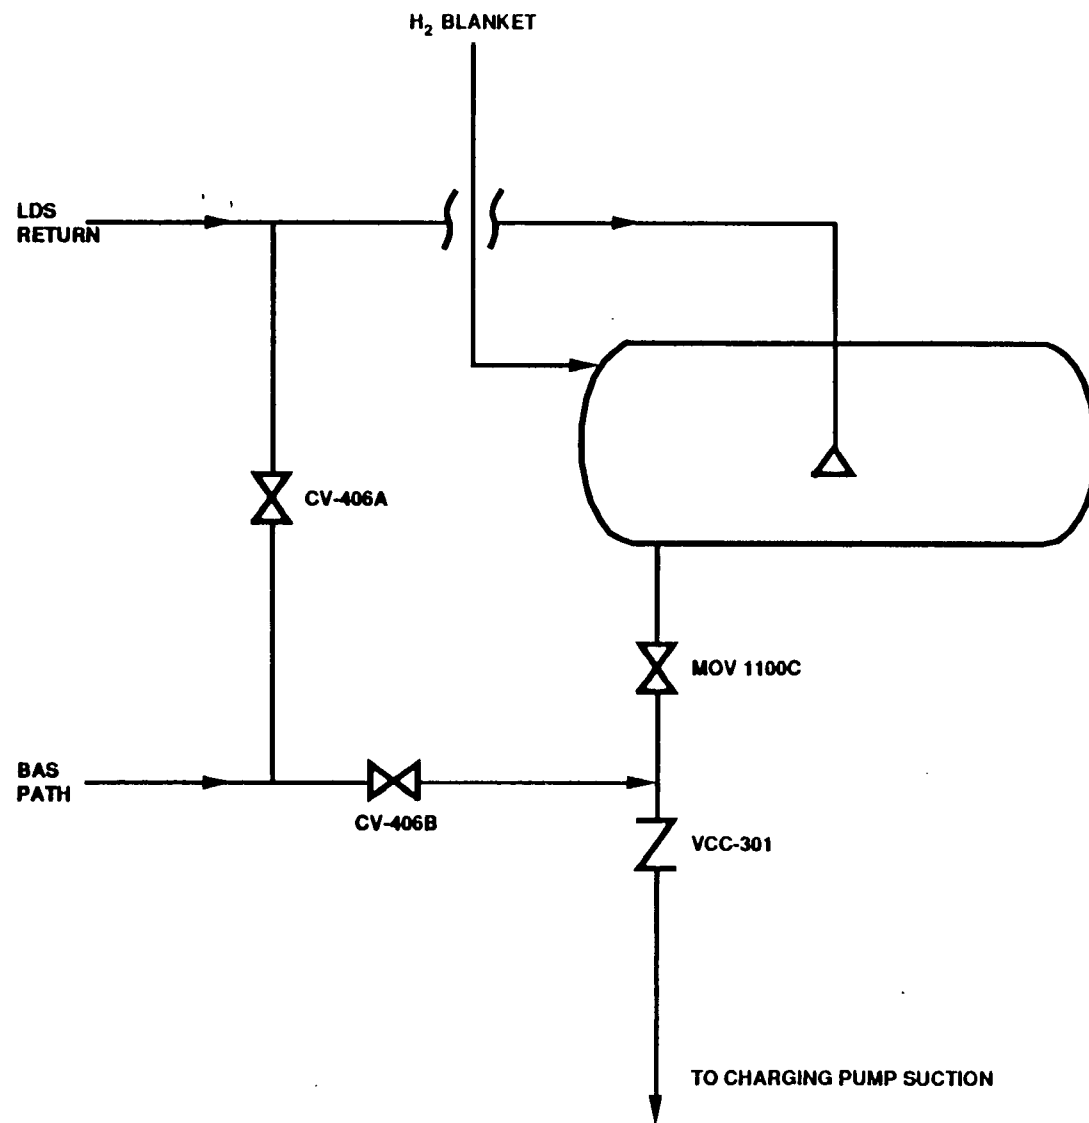 H₂ BLANKET
LDS
RETURN
CV-406A
MOV 1100C
BAS
PATH
CV-406B
VCC-301
TO CHARGING PUMP SUCTION